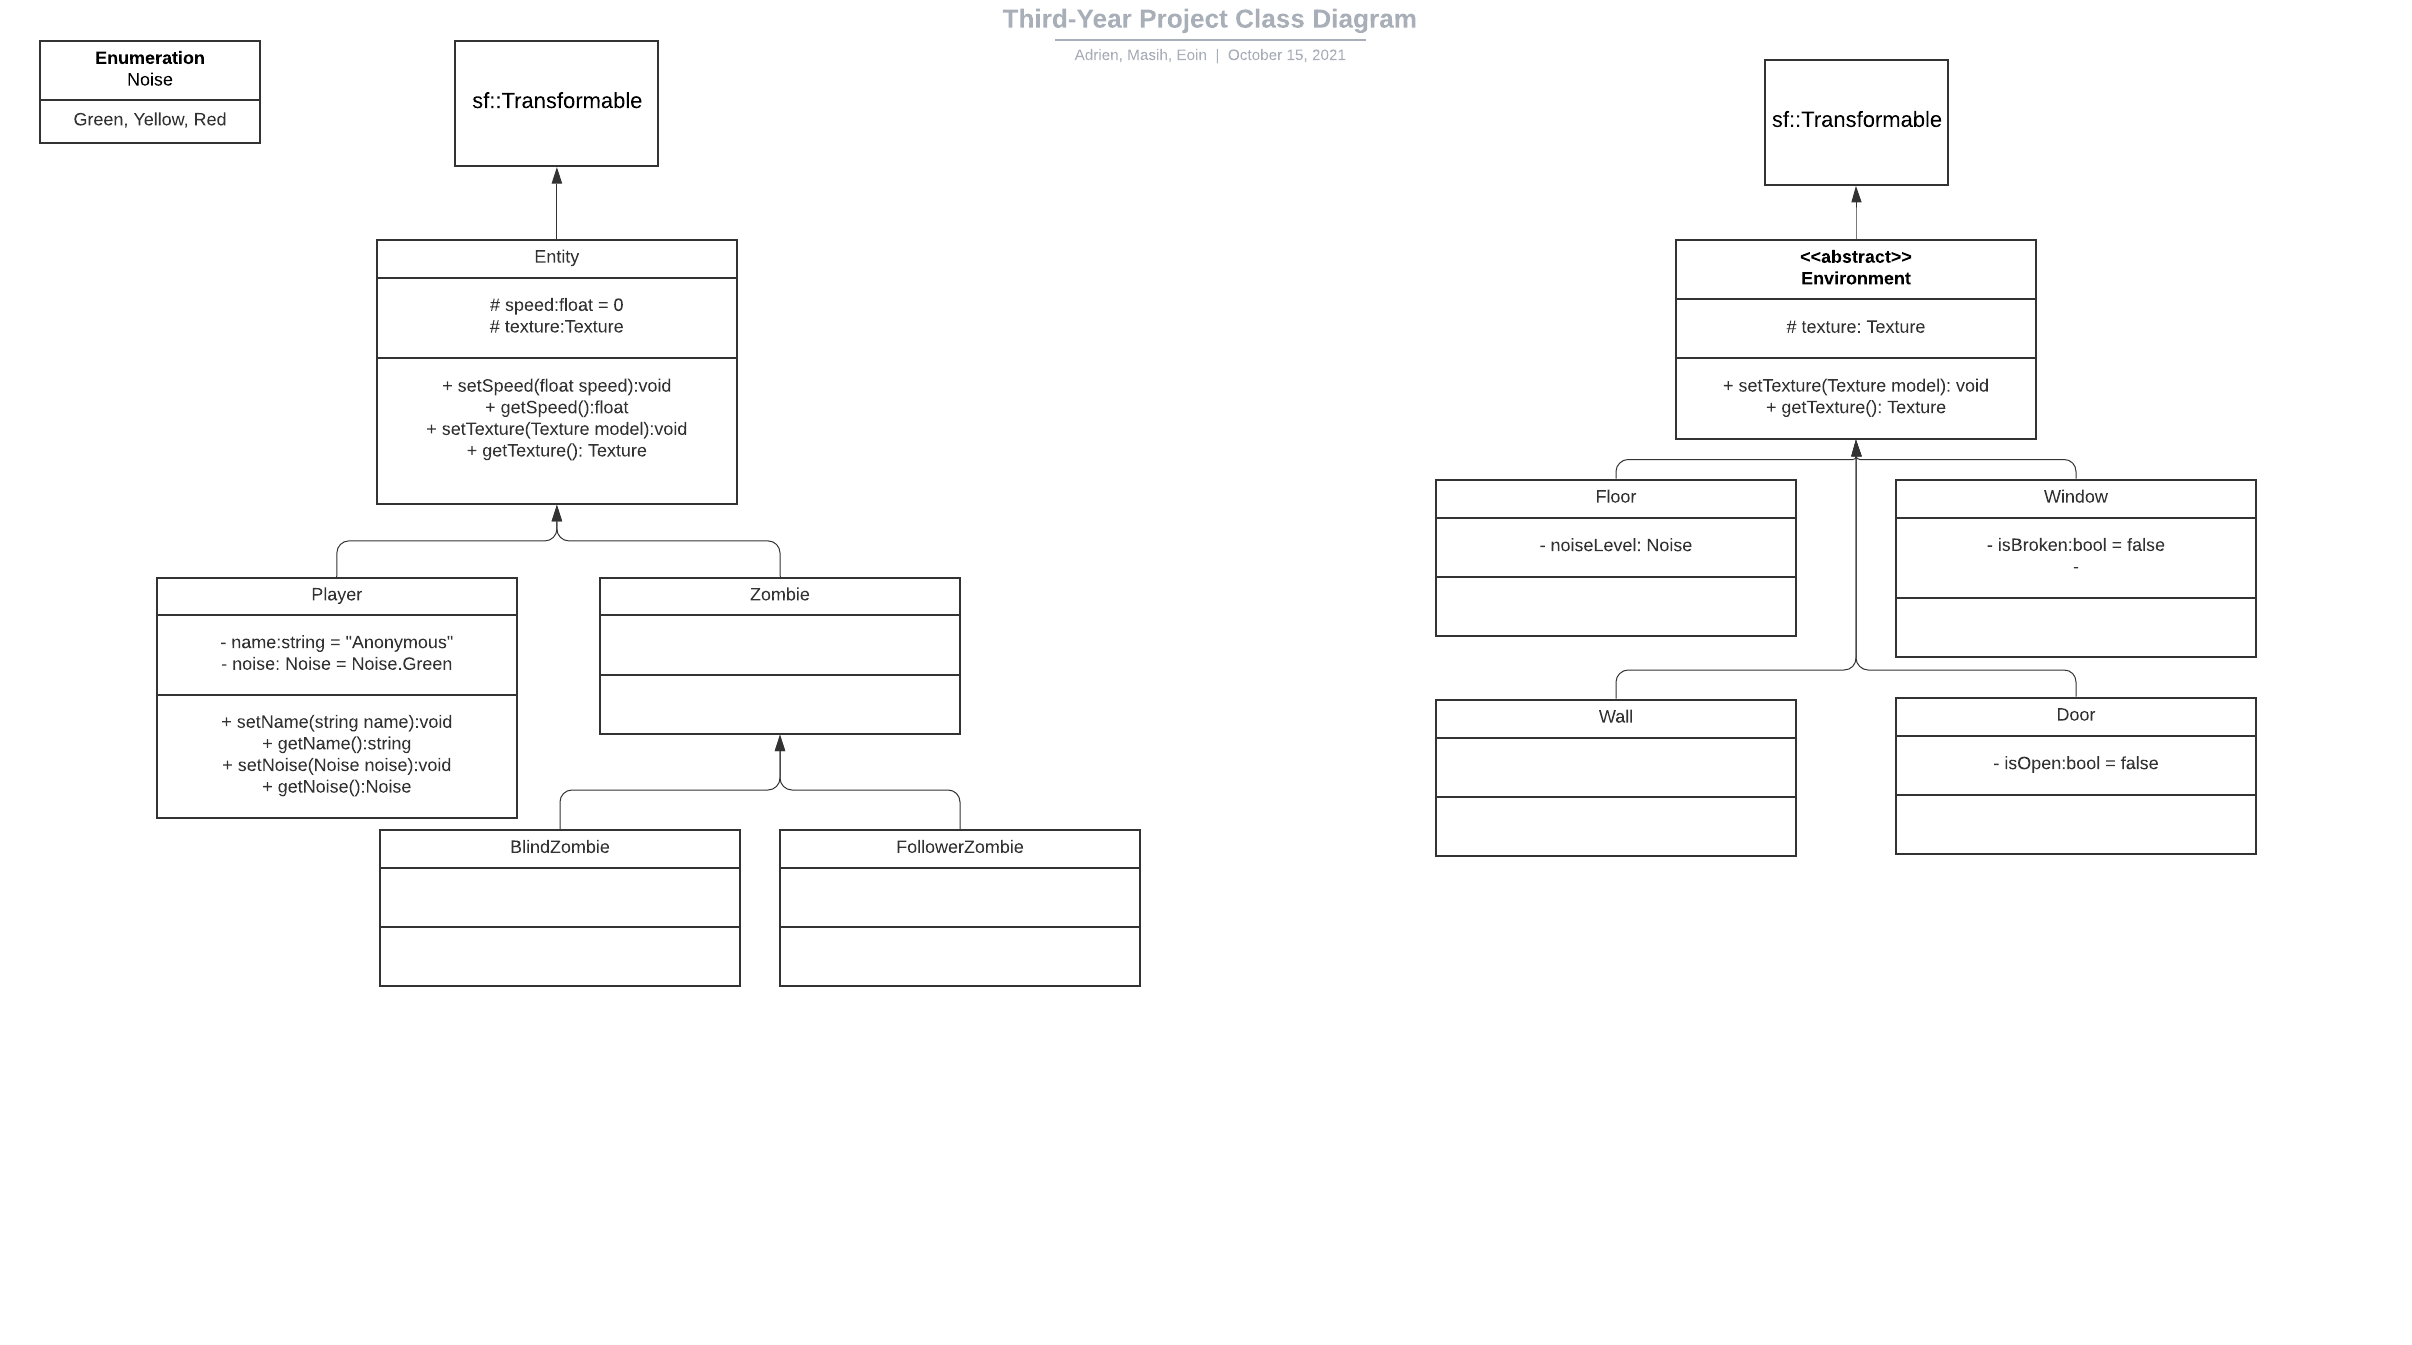 Third-Year Project Class Diagram
Adrien, Masih, Eoin | October 15, 2021
Enumeration
Noise
Green, Yellow, Red
sf::Transformable
Entity
# speed:float = 0
# texture:Texture
+ setSpeed(float speed):void
+ getSpeed():float
+ setTexture(Texture model):void
+ getTexture(): Texture
Player
- name:string = "Anonymous"
- noise: Noise = Noise.Green
+ setName(string name):void
+ getName():string
+ setNoise(Noise noise):void
+ getNoise():Noise
Zombie
BlindZombie
FollowerZombie
sf::Transformable
<<abstract>>
Environment
# texture: Texture
+ setTexture(Texture model): void
+ getTexture(): Texture
Floor
- noiseLevel: Noise
Window
- isBroken:bool = false
-
Wall
Door
- isOpen:bool = false